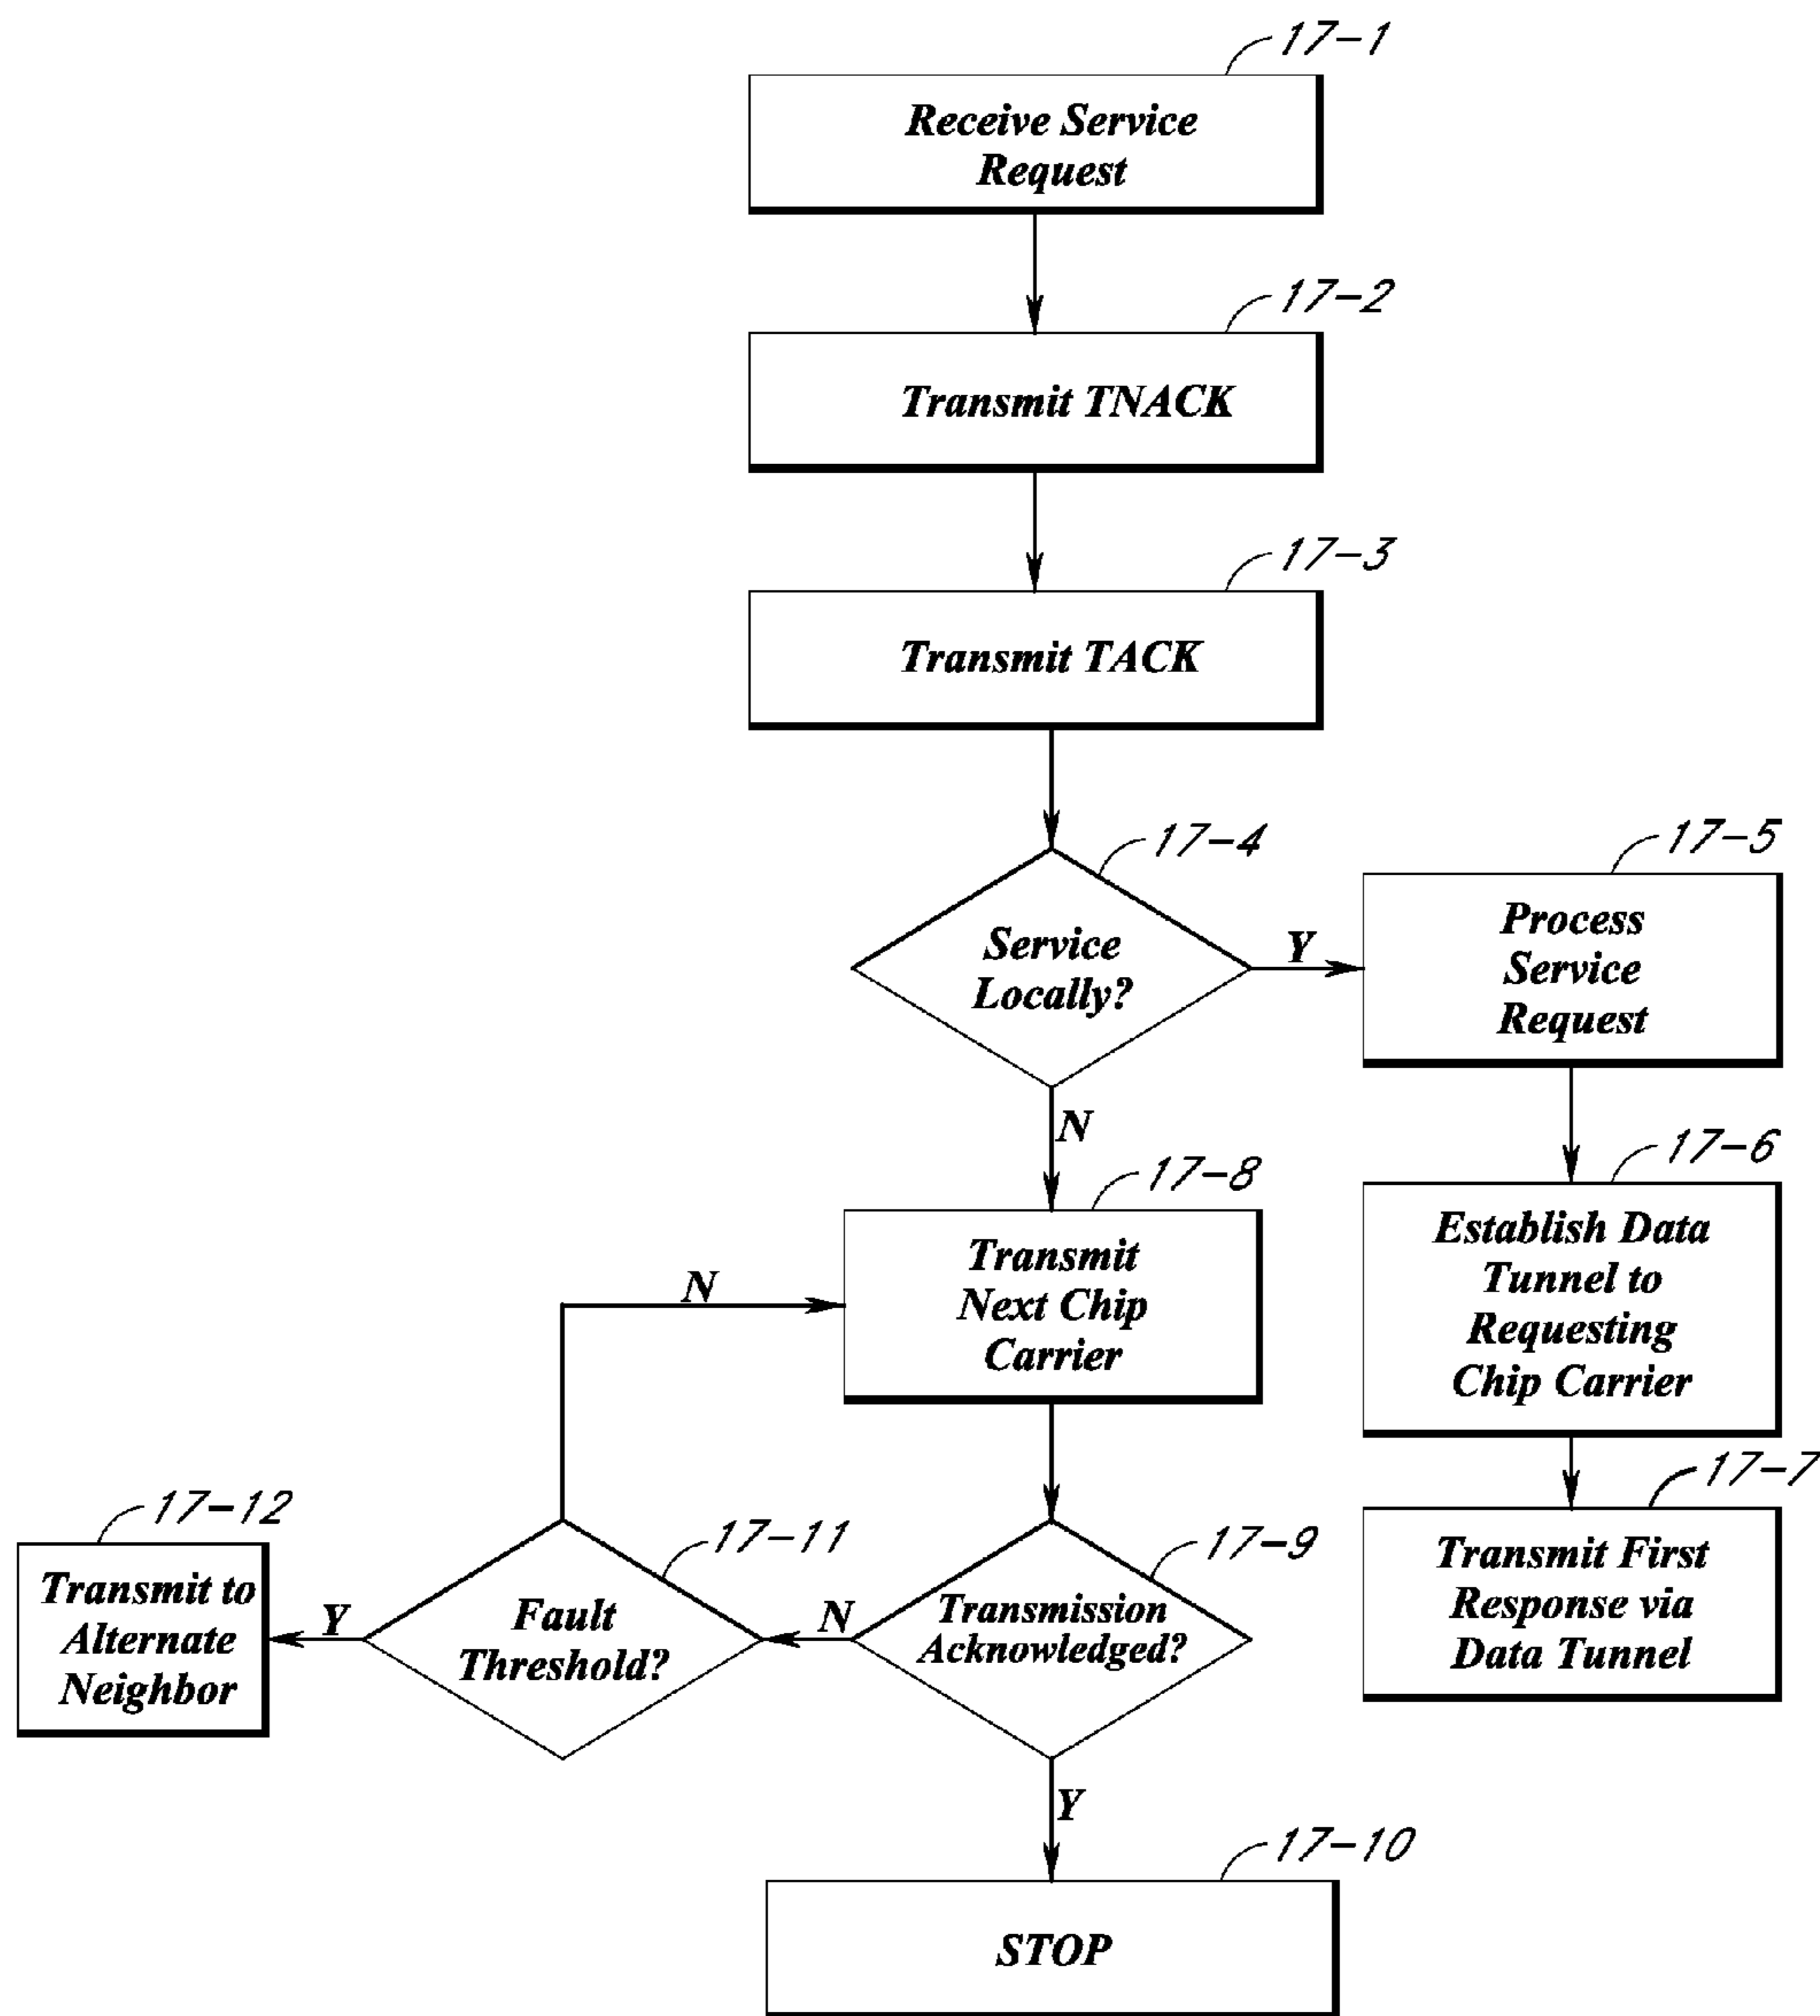 17-1
Receive Service
Request
17-2
Transmit TNACK
17-3
Transmit TACK
17-4
Service
Locally?
Y
N
17-5
Process
Service
Request
17-6
Establish Data
Tunnel to
Requesting
Chip Carrier
17-7
Transmit First
Response via
Data Tunnel
17-8
Transmit
Next Chip
Carrier
N
17-9
Transmission
Acknowledged?
N
Y
17-11
Fault
Threshold?
Y
17-12
Transmit to
Alternate
Neighbor
17-10
STOP